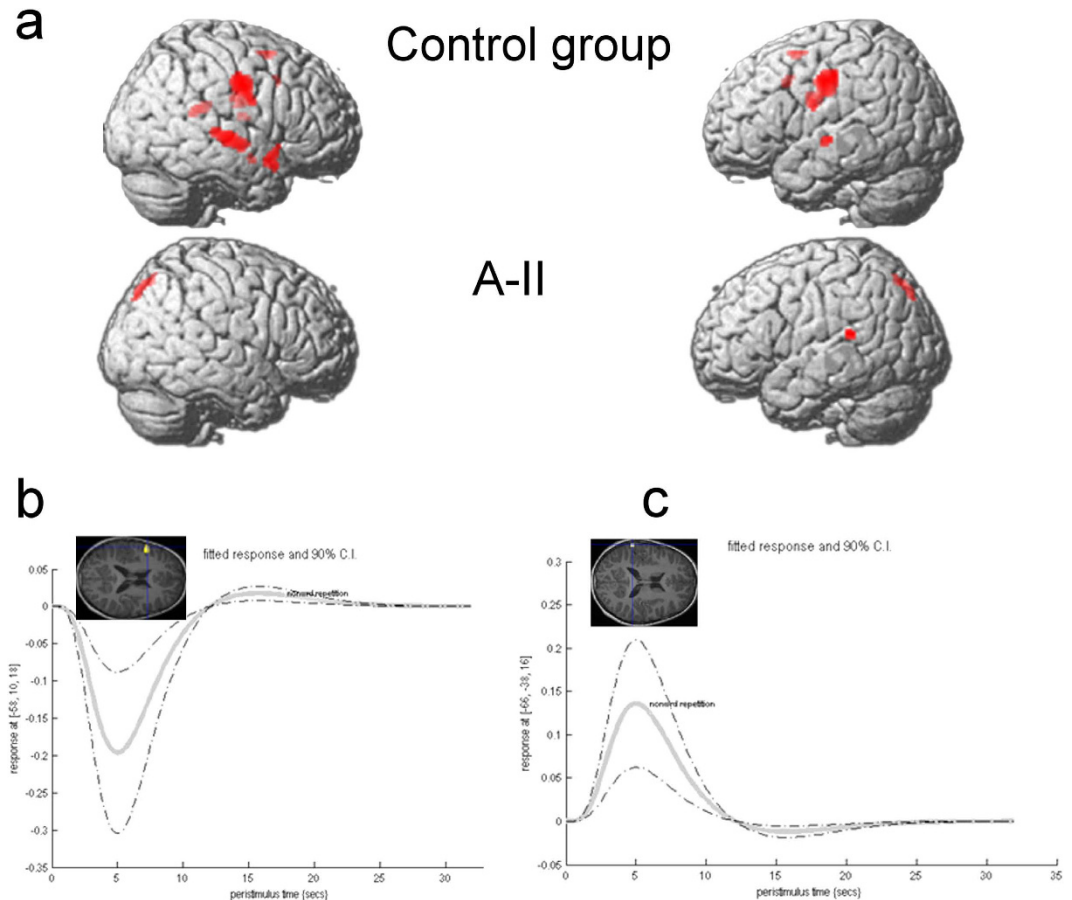 a
Control group
A-II
b
fitted response and 90% C.I.
0.05
0
-0.05
-0.1
-0.15
-0.2
-0.25
-0.3
-0.35
response at [-58, 10, 18]
nonword repetition
0 5 10 15 20 25 30
peristimulus time {secs}
c
fitted response and 90% C.I.
0.3
0.25
0.2
0.15
0.1
0.05
0
-0.05
response at [-66, -38, 16]
nonword repetition
0 5 10 15 20 25 30 35
peristimulus time {secs}